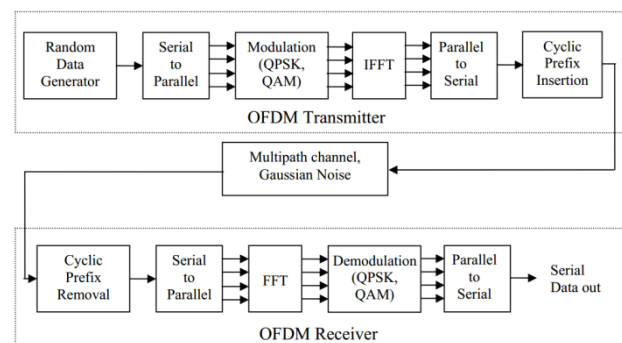 Random
Data
Generator
Serial
to
Parallel
Modulation
(QPSK,
QAM)
IFFT
Parallel
to
Serial
Cyclic
Prefix
Insertion
OFDM Transmitter
Multipath channel,
Gaussian Noise
Cyclic
Prefix
Removal
Serial
to
Parallel
FFT
Demodulation
(QPSK,
QAM)
Parallel
to
Serial
Serial
Data out
OFDM Receiver